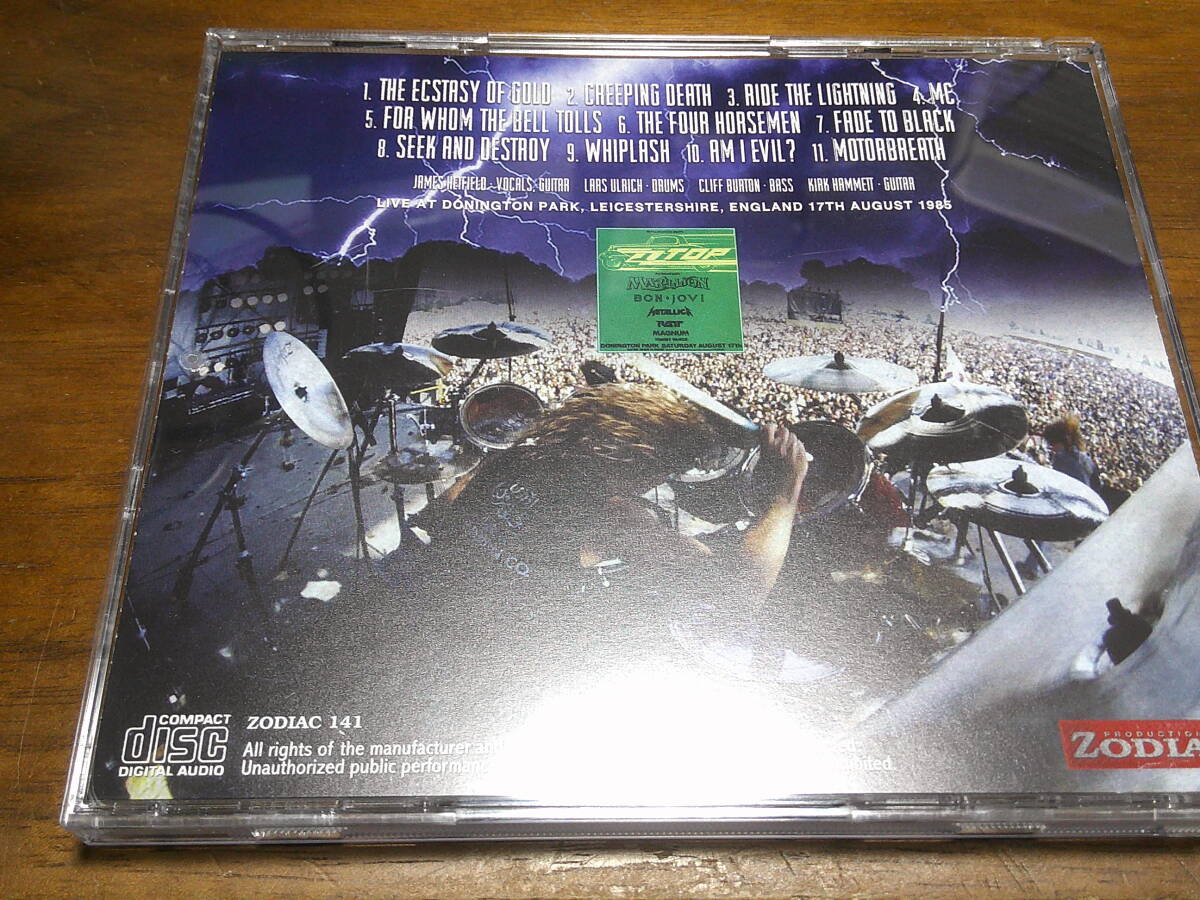 1. THE ECSTASY OF GOLD 2. CREEPING DEATH 3. RIDE THE LIGHTNING 4. MC
5. FOR WHOM THE BELL TOLLS 6. THE FOUR HORSEMEN 7. FADE TO BLACK
8. SEEK AND DESTROY 9. WHIPLASH 10. AM I EVIL? 11. MOTORBREATH
JAMES HETFIELD · VOCALS, GUITAR LARS ULRICH · DRUMS CLIFF BURTON · BASS KIRK HAMMETT · GUITAR
LIVE AT DONINGTON PARK, LEICESTERSHIRE, ENGLAND 17TH AUGUST 1985
ZZ TOP
MARILLION
BON·JOVI
METALLICA
RATT
MAGNUM
DONINGTON PARK SATURDAY AUGUST 17TH
COMPACT
disc
DIGITAL AUDIO
ZODIAC 141
All rights of the manufacturer and
Unauthorized public performanc
PRODUCTION
ZODIA